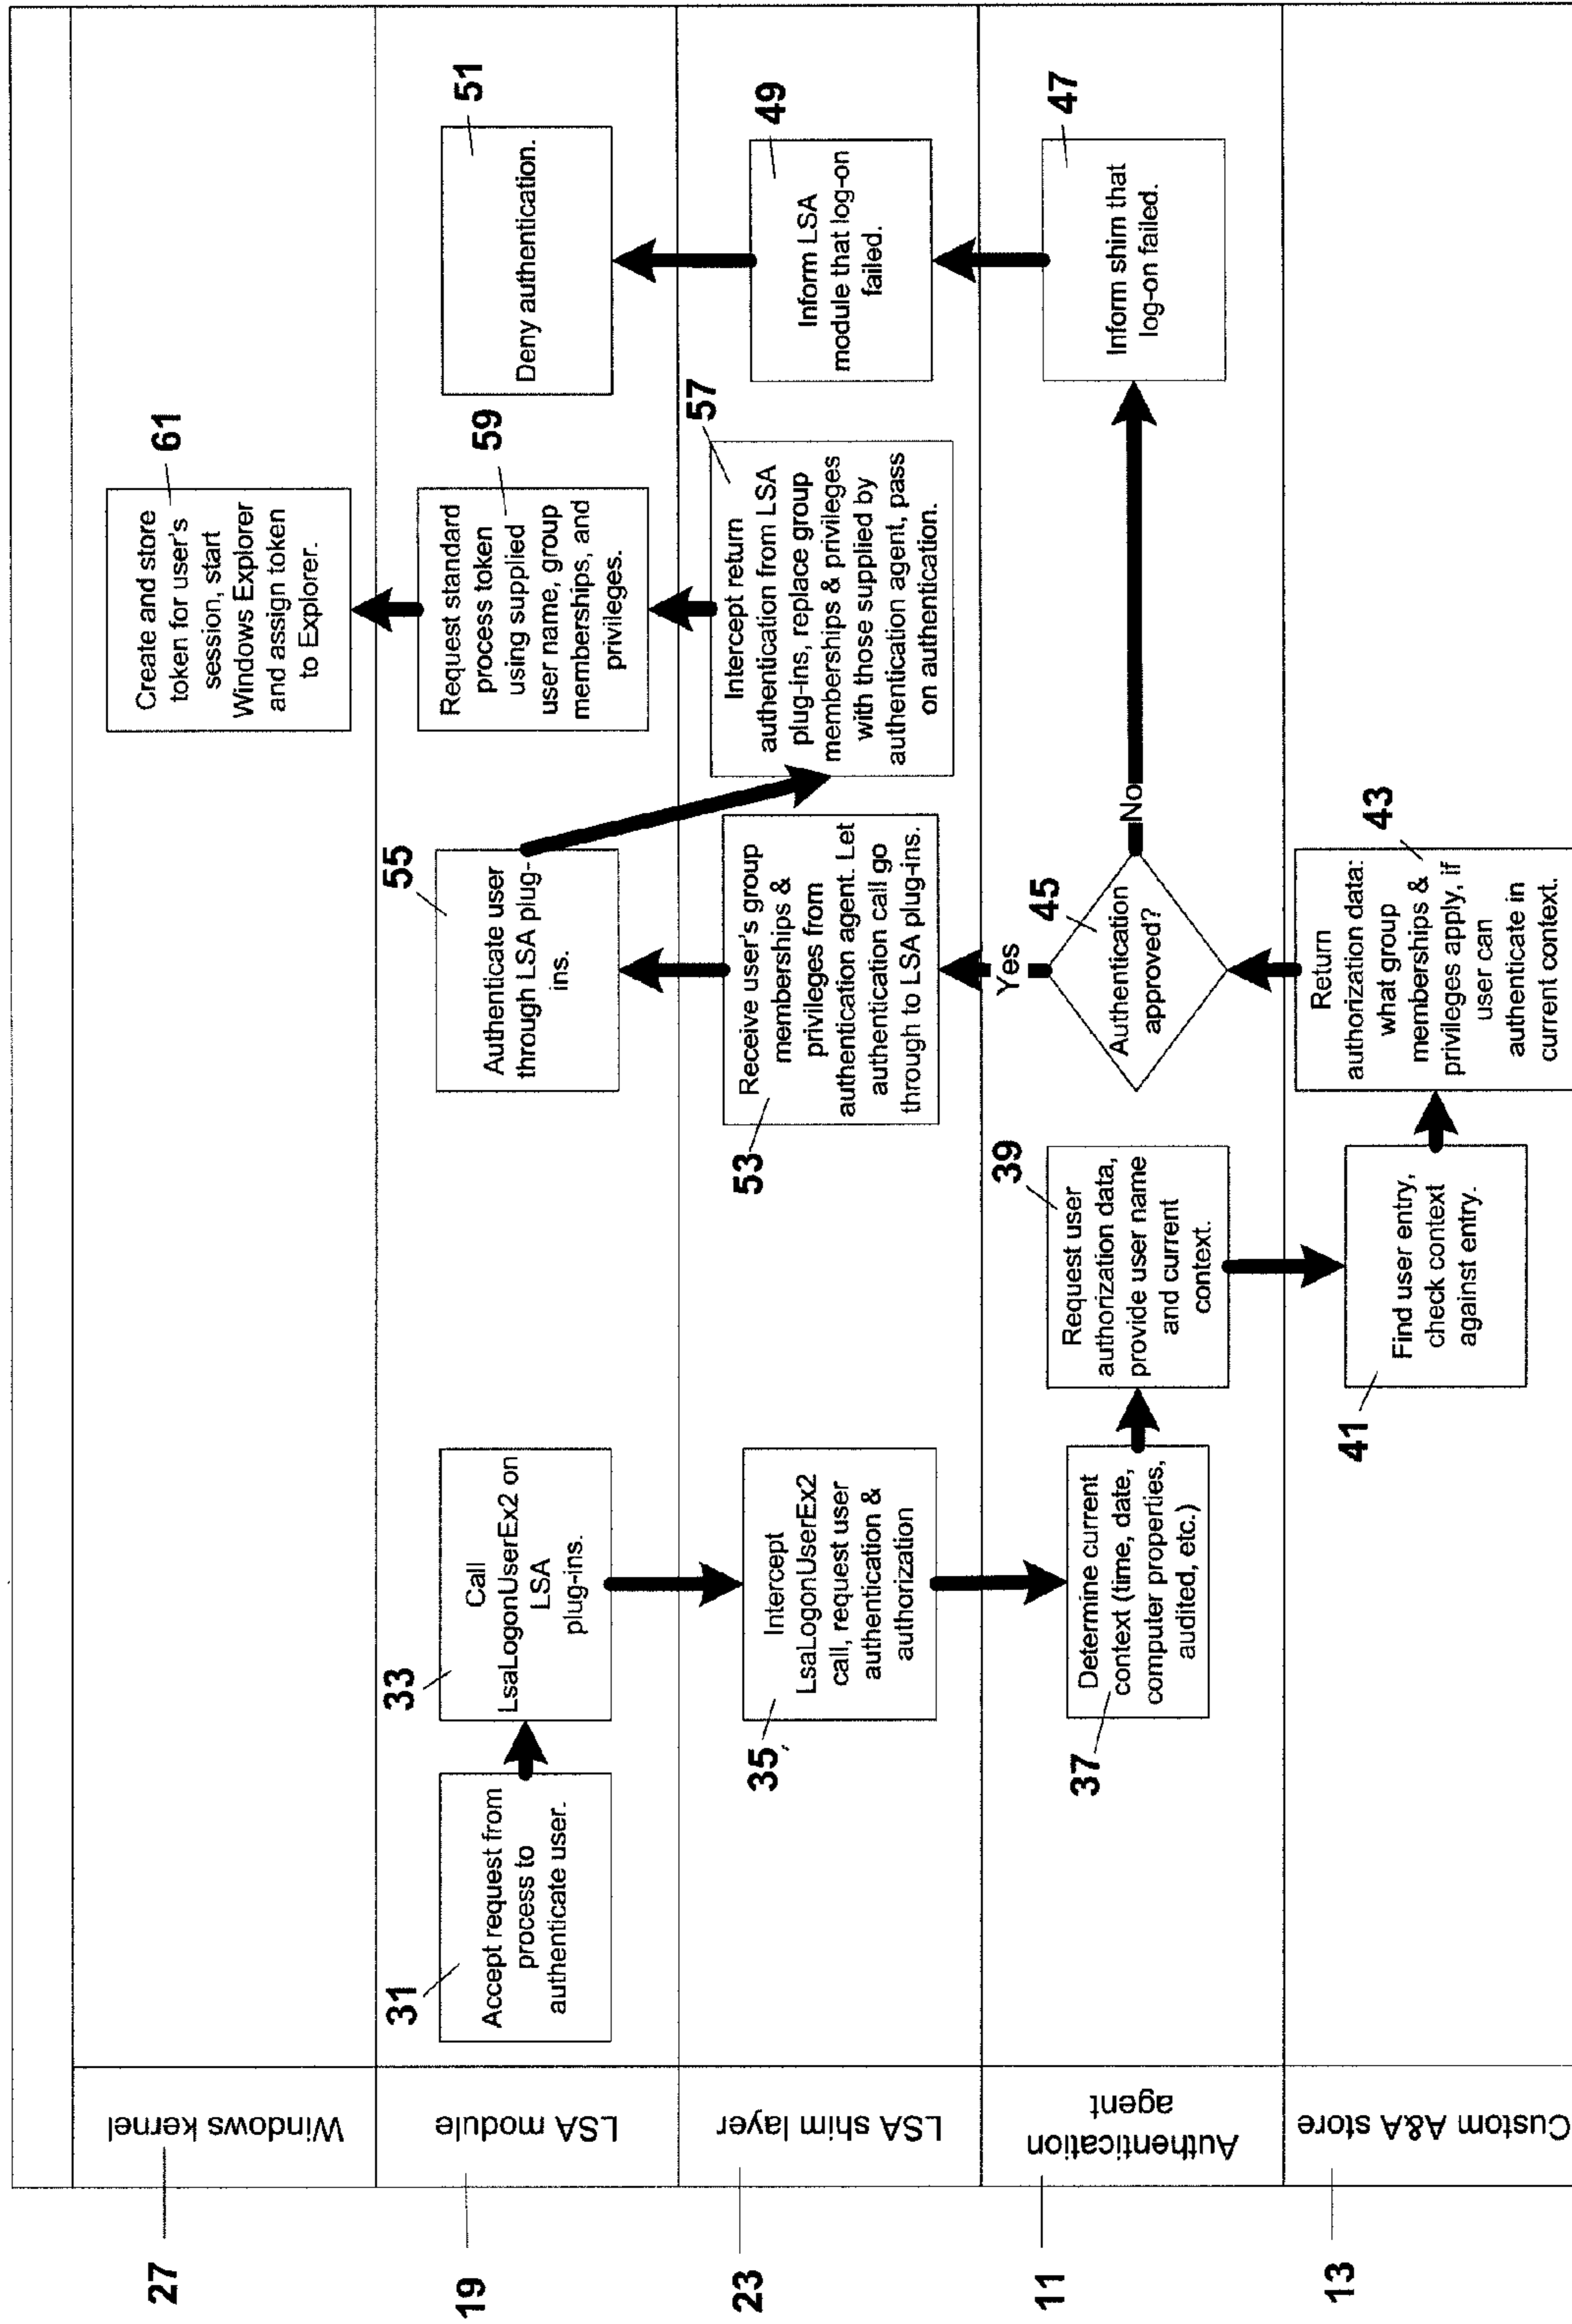 27
Windows kernel
Create and store
token for user's
session, start
Windows Explorer
and assign token
to Explorer.
61
19
LSA module
31
Accept request from
process to
authenticate user.
33
Call
LsaLogonUserEx2 on
LSA
plug-ins.
55
Authenticate user
through LSA plug-
ins.
Request standard
process token
using supplied
user name, group
memberships, and
privileges.
59
Deny authentication.
51
23
LSA shim layer
35
Intercept
LsaLogonUserEx2
call, request user
authentication &
authorization
53
Receive user's group
memberships &
privileges from
authentication agent. Let
authentication call go
through to LSA plug-ins.
57
Intercept return
authentication from LSA
plug-ins, replace group
memberships & privileges
with those supplied by
authentication agent, pass
on authentication.
Inform LSA
module that log-on
failed.
49
11
Authentication
agent
37
Determine current
context (time, date,
computer properties,
audited, etc.)
39
Request user
authorization data,
provide user name
and current
context.
Yes
45
Authentication
approved?
No
Inform shim that
log-on failed.
47
13
Custom A&A store
41
Find user entry,
check context
against entry.
Return
authorization data:
what group
memberships &
privileges apply, if
user can
authenticate in
current context.
43